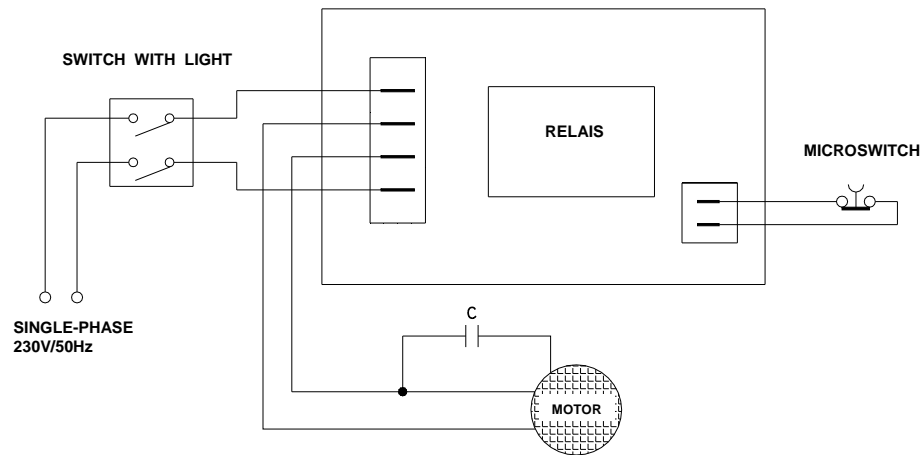 SWITCH WITH LIGHT
RELAIS
MICROSWITCH
SINGLE-PHASE
230V/50Hz
C
MOTOR